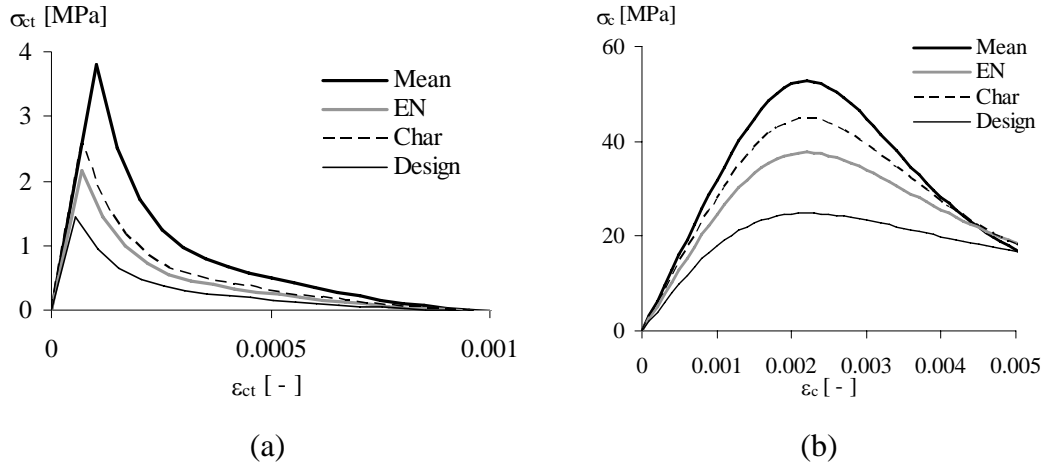 σct [MPa]
4
3
2
1
0
0
0.0005
0.001
εct [ - ]
Mean
EN
Char
Design
(a)
σc [MPa]
60
40
20
0
0
0.001
0.002
0.003
0.004
0.005
εc [ - ]
Mean
EN
Char
Design
(b)